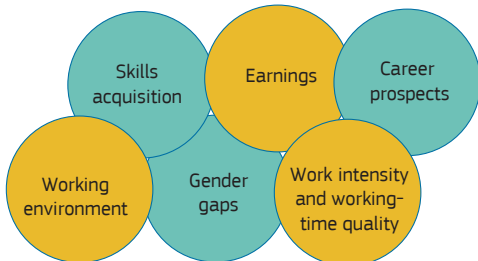 Skills
acquisition
Earnings
Career
prospects
Working
environment
Gender
gaps
Work intensity
and working-
time quality